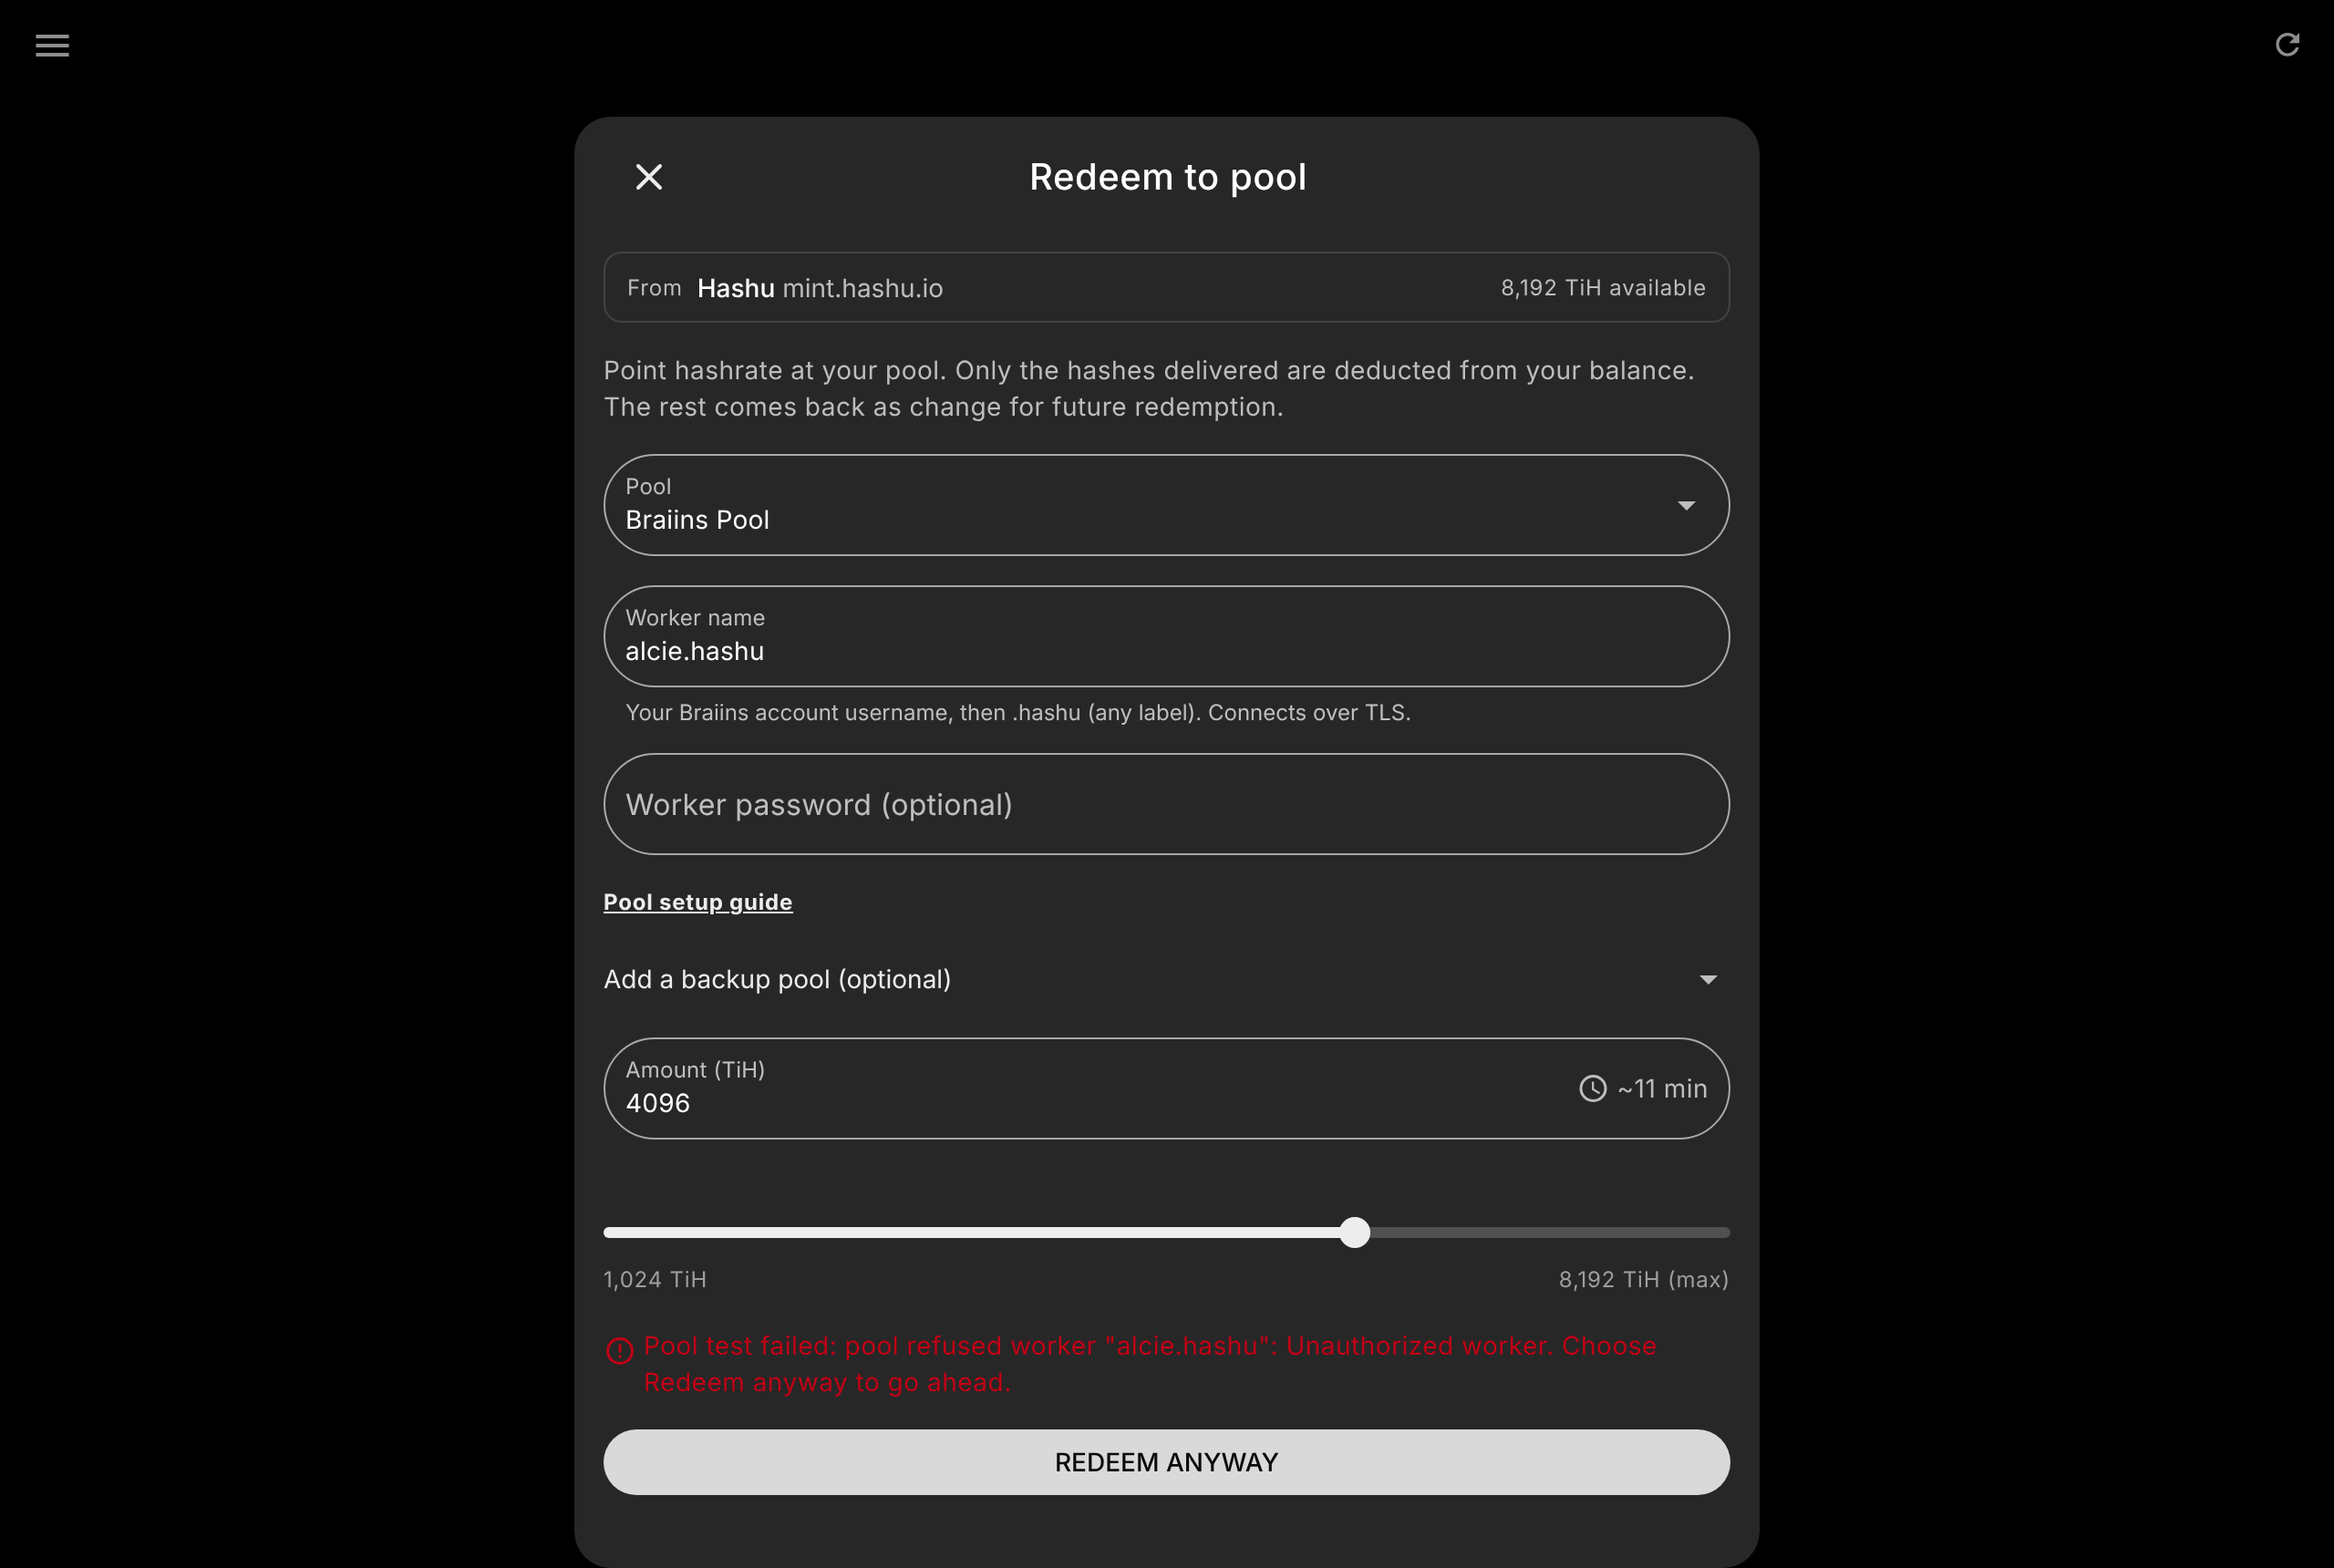 Redeem to pool
From Hashu mint.hashu.io 8,192 TiH available
Point hashrate at your pool. Only the hashes delivered are deducted from your balance.
The rest comes back as change for future redemption.
Pool
Braiins Pool
Worker name
alcie.hashu
Your Braiins account username, then .hashu (any label). Connects over TLS.
Worker password (optional)
Pool setup guide
Add a backup pool (optional)
Amount (TiH)
4096
~11 min
1,024 TiH 8,192 TiH (max)
Pool test failed: pool refused worker "alcie.hashu": Unauthorized worker. Choose
Redeem anyway to go ahead.
REDEEM ANYWAY